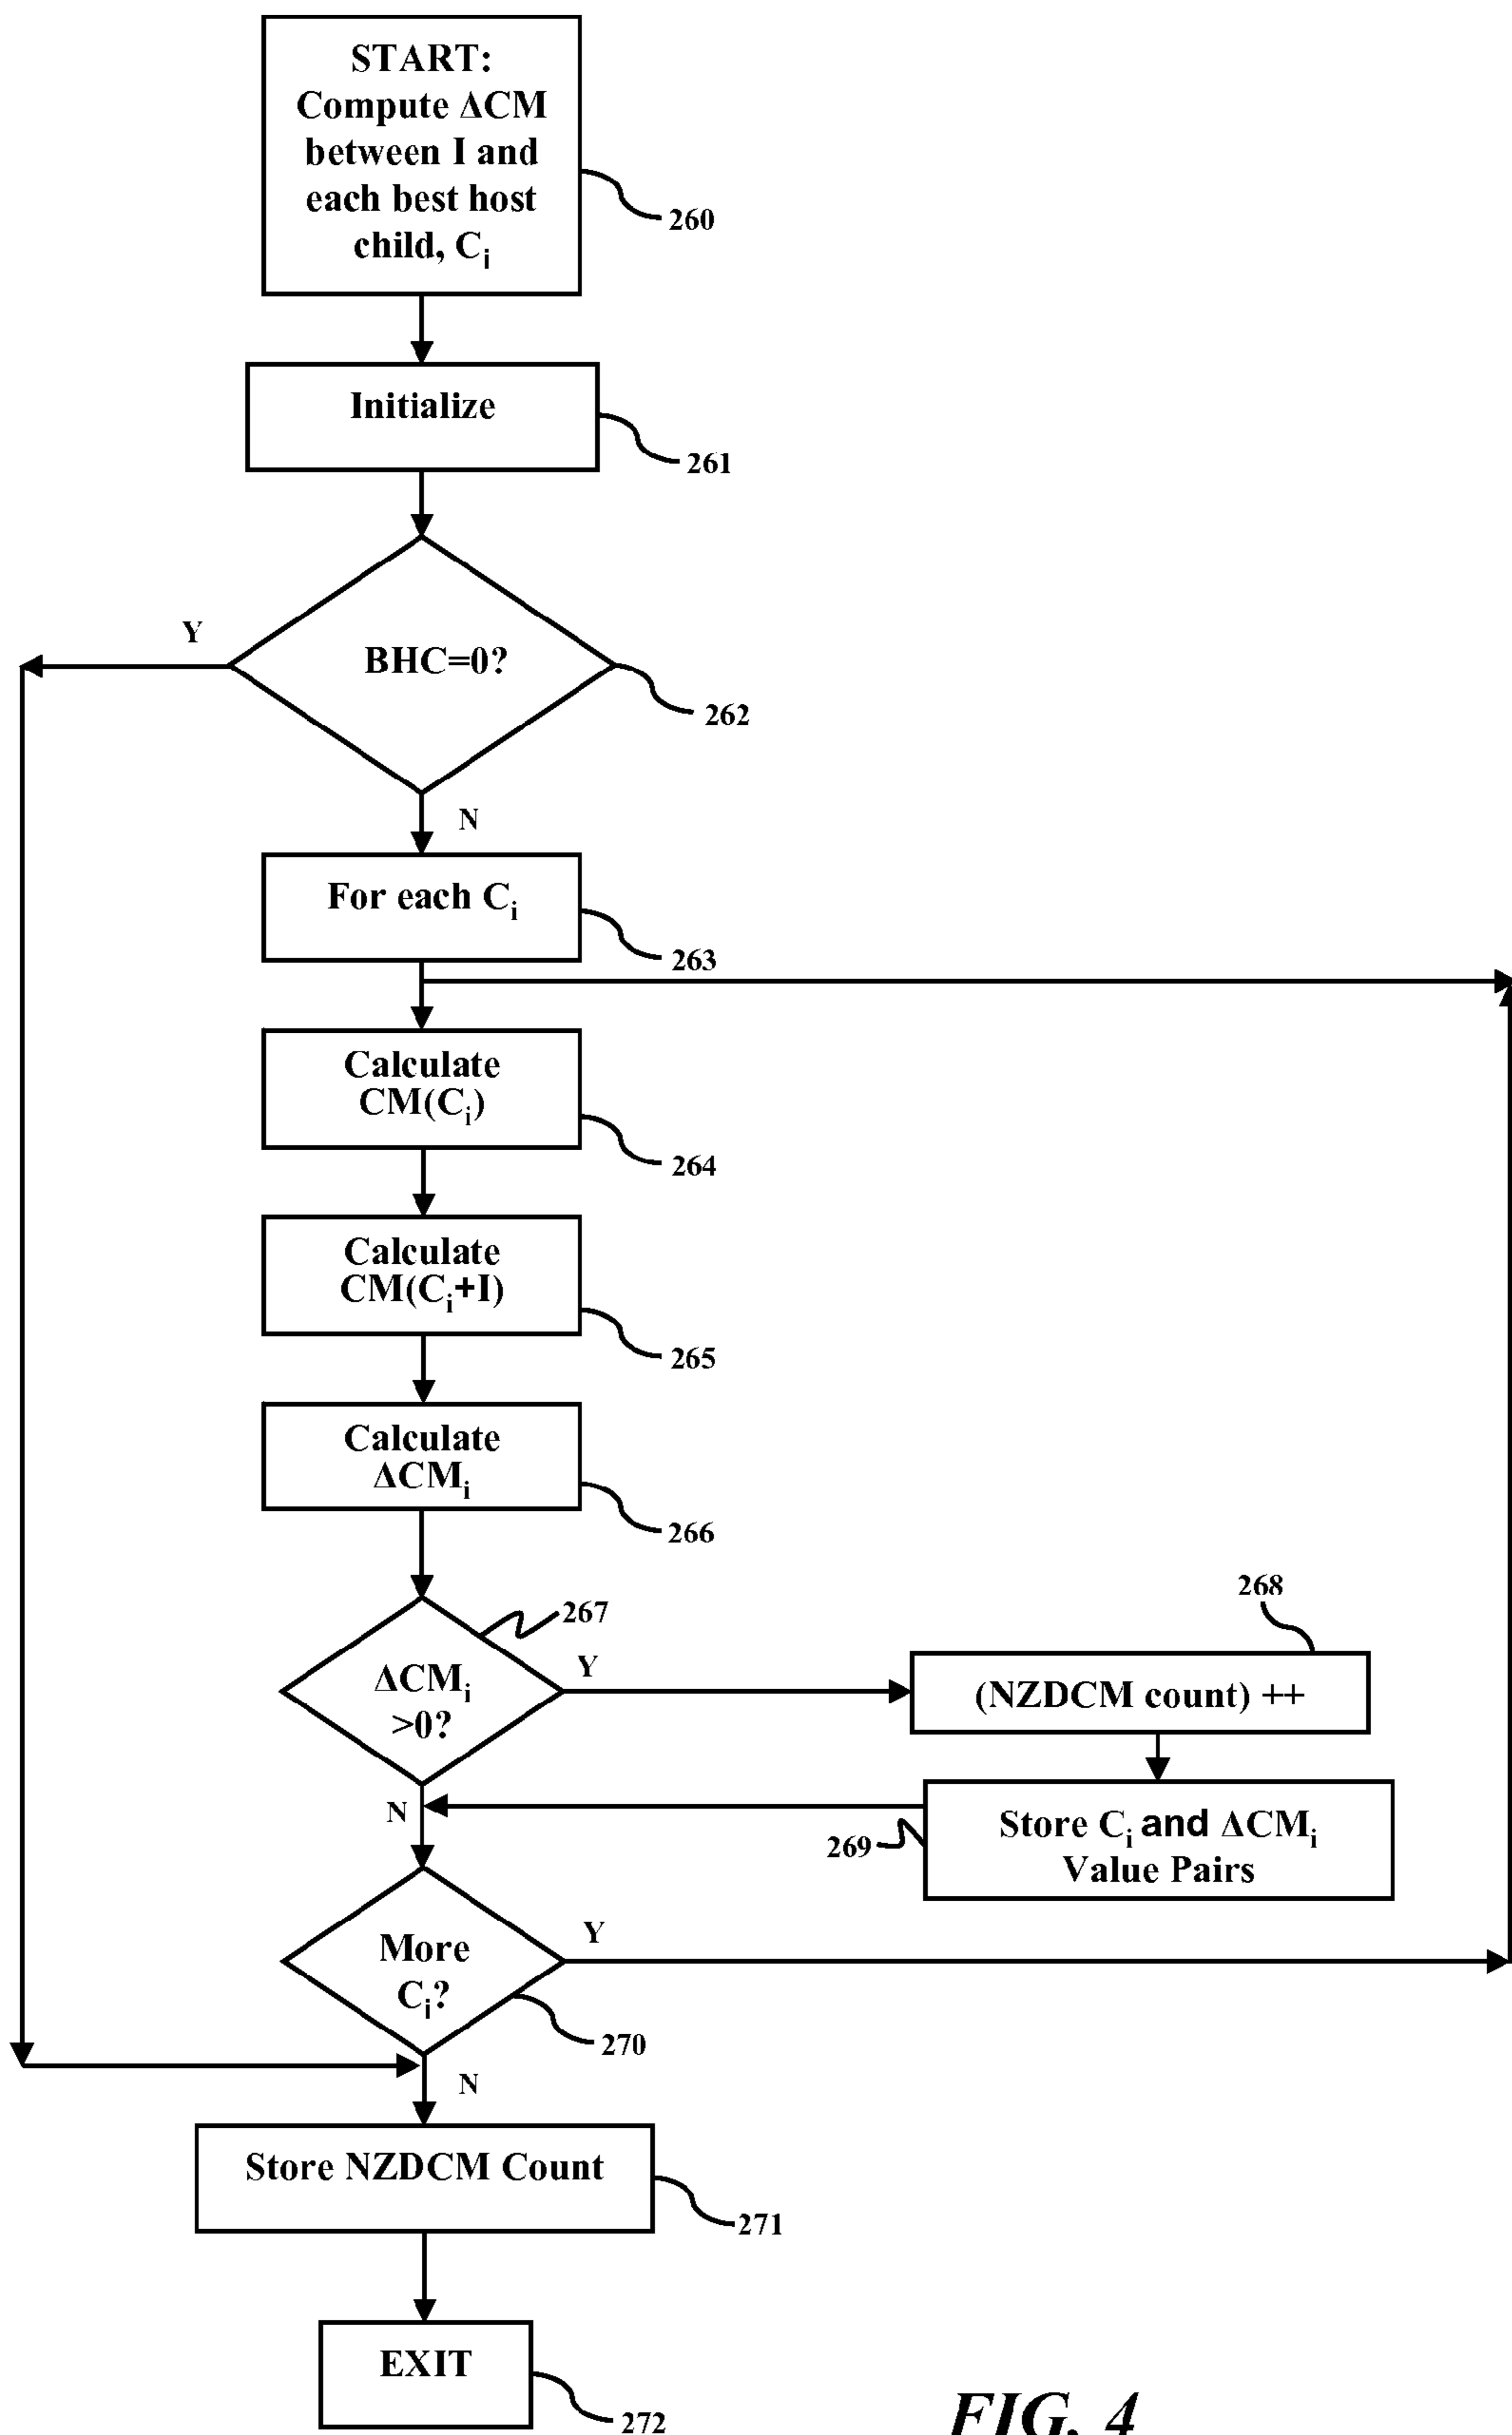 START:
Compute ΔCM
between I and
each best host
child, Ci
260
Initialize
261
Y
BHC=0?
262
N
For each Ci
263
Calculate
CM(Ci)
264
Calculate
CM(Ci+I)
265
Calculate
ΔCMi
266
267
268
ΔCMi
>0?
Y
(NZDCM count) ++
N
269
Store Ci and ΔCMi
Value Pairs
More
Ci?
Y
270
N
Store NZDCM Count
271
EXIT
272
FIG. 4